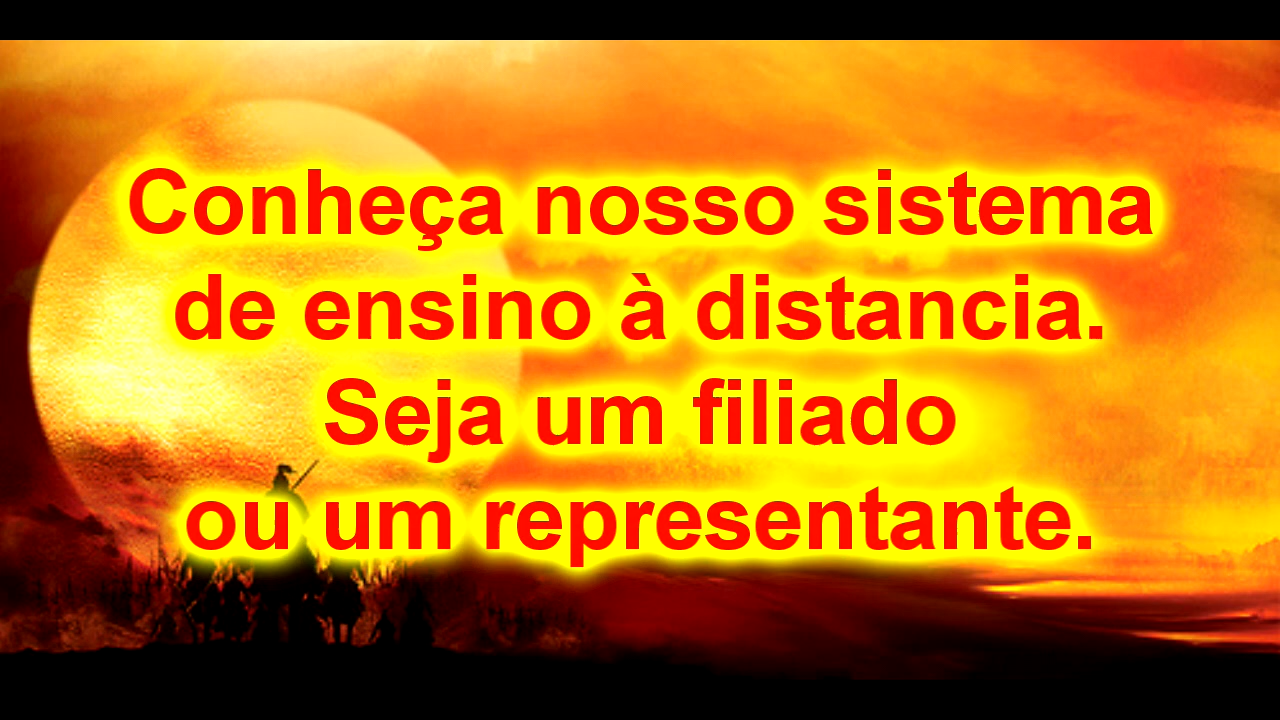 Conheça nosso sistema
de ensino à distancia.
Seja um filiado
ou um representante.